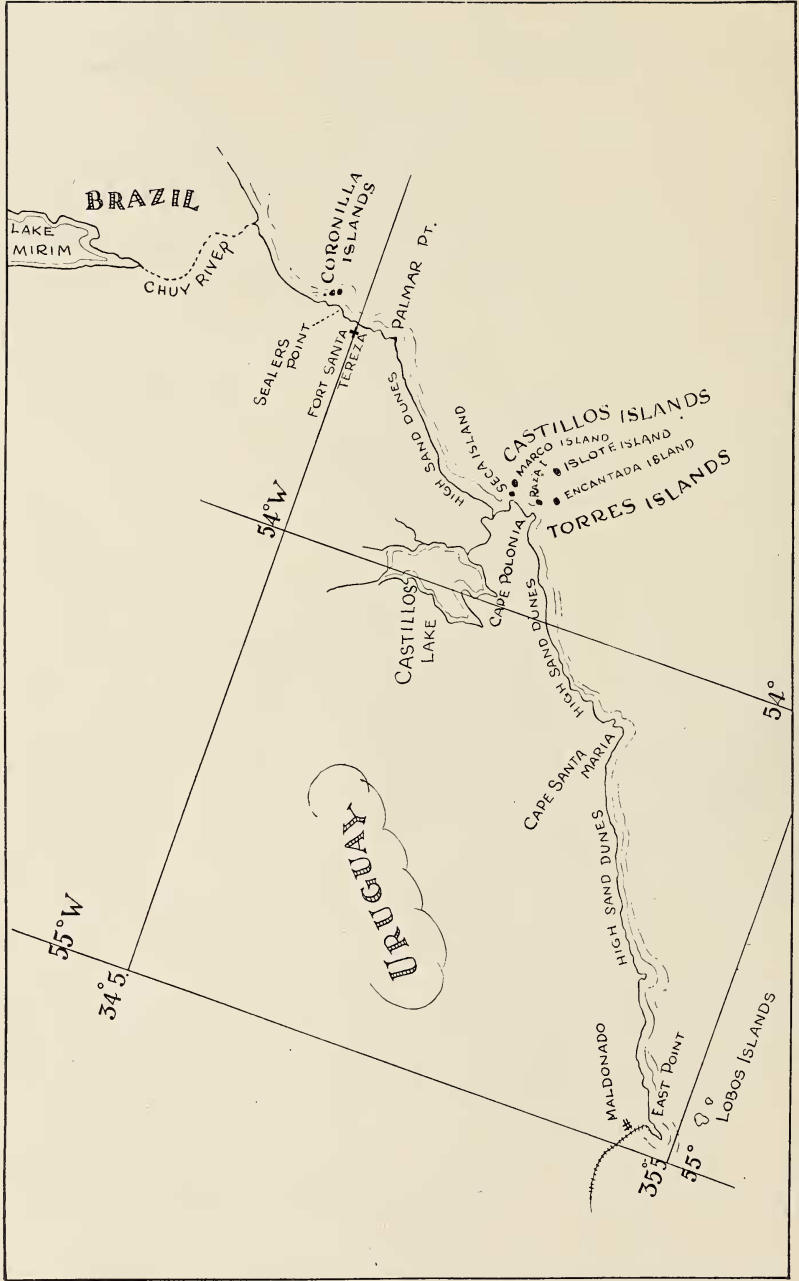 BRAZIL
LAKE
MIRIM
CHUY RIVER
CORONILLA
ISLANDS
SEALERS
POINT
FORT SANTA
TEREZA
PALMAR PT.
HIGH SAND DUNES
SECA ISLAND
CASTILLOS ISLANDS
MARCO ISLAND
RAZA I.
ISLOTE ISLAND
ENCANTADA ISLAND
TORRES ISLANDS
54°W
CASTILLOS
LAKE
CAPE POLONIA
HIGH SAND DUNES
54°
CAPE SANTA
MARIA
URUGUAY
HIGH SAND DUNES
55°W
34°S.
MALDONADO
EAST POINT
35°S
55°
LOBOS ISLANDS